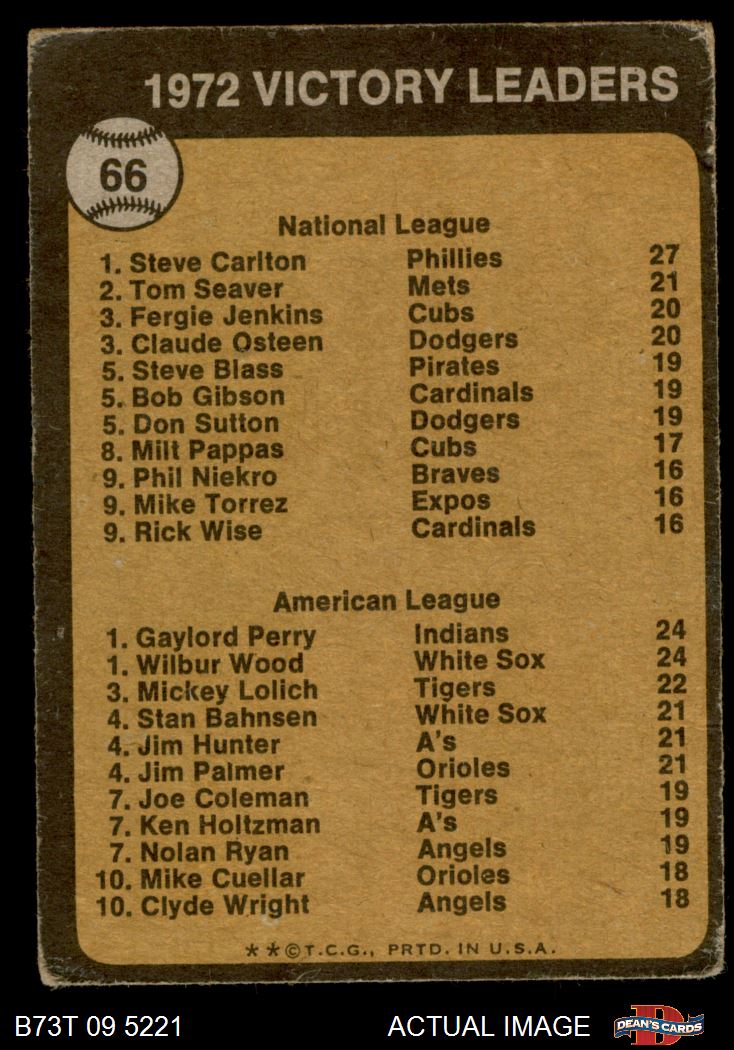 1972 VICTORY LEADERS
66
National League
1. Steve Carlton Phillies 27
2. Tom Seaver Mets 21
3. Fergie Jenkins Cubs 20
3. Claude Osteen Dodgers 20
5. Steve Blass Pirates 19
5. Bob Gibson Cardinals 19
5. Don Sutton Dodgers 19
8. Milt Pappas Cubs 17
9. Phil Niekro Braves 16
9. Mike Torrez Expos 16
9. Rick Wise Cardinals 16
American League
1. Gaylord Perry Indians 24
1. Wilbur Wood White Sox 24
3. Mickey Lolich Tigers 22
4. Stan Bahnsen White Sox 21
4. Jim Hunter A's 21
4. Jim Palmer Orioles 21
7. Joe Coleman Tigers 19
7. Ken Holtzman A's 19
7. Nolan Ryan Angels 19
10. Mike Cuellar Orioles 18
10. Clyde Wright Angels 18
**©T.C.G., PRTD. IN U.S.A.
B73T 09 5221 ACTUAL IMAGE D DEAN'S CARDS